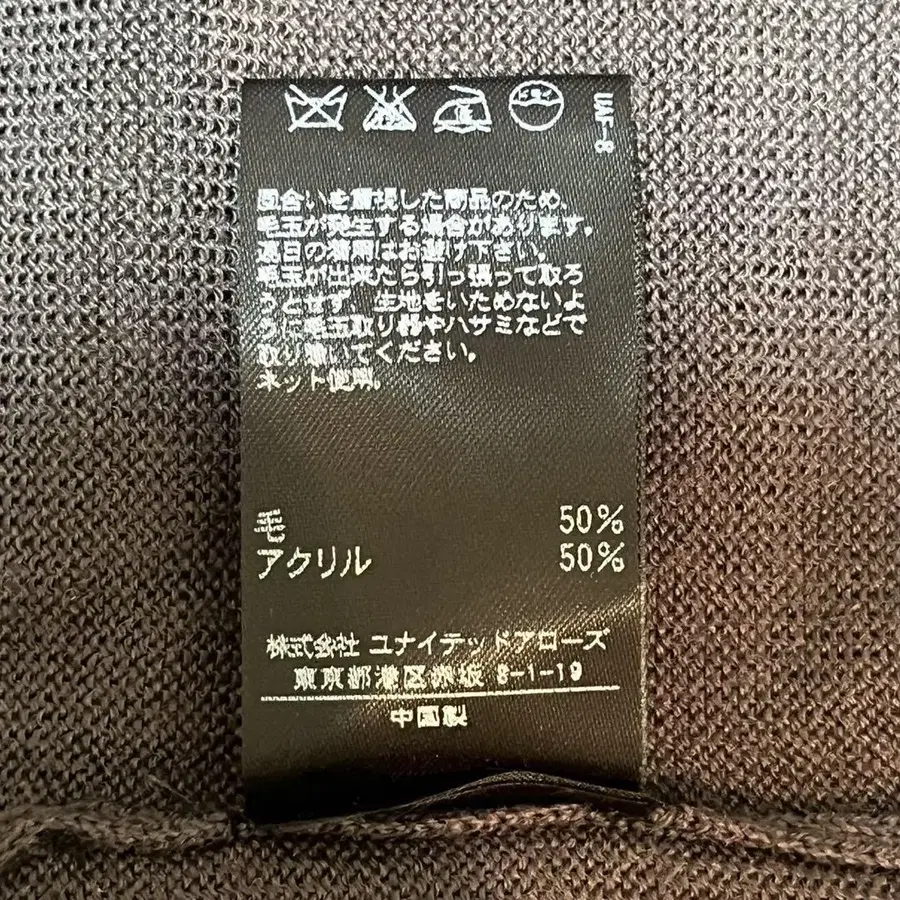 UAF-8
風合いを重視した商品のため、
毛玉が発生する場合があります。
連日の着用はお避け下さい。
毛玉が出来たら引っ張って取ろ
うとせず 生地をいためないよ
うに毛玉取り器やハサミなどで
取り除いてください。
ネット使用。
毛 50%
アクリル 50%
株式会社 ユナイテッドアローズ
東京都港区赤坂 8-1-19
中国製